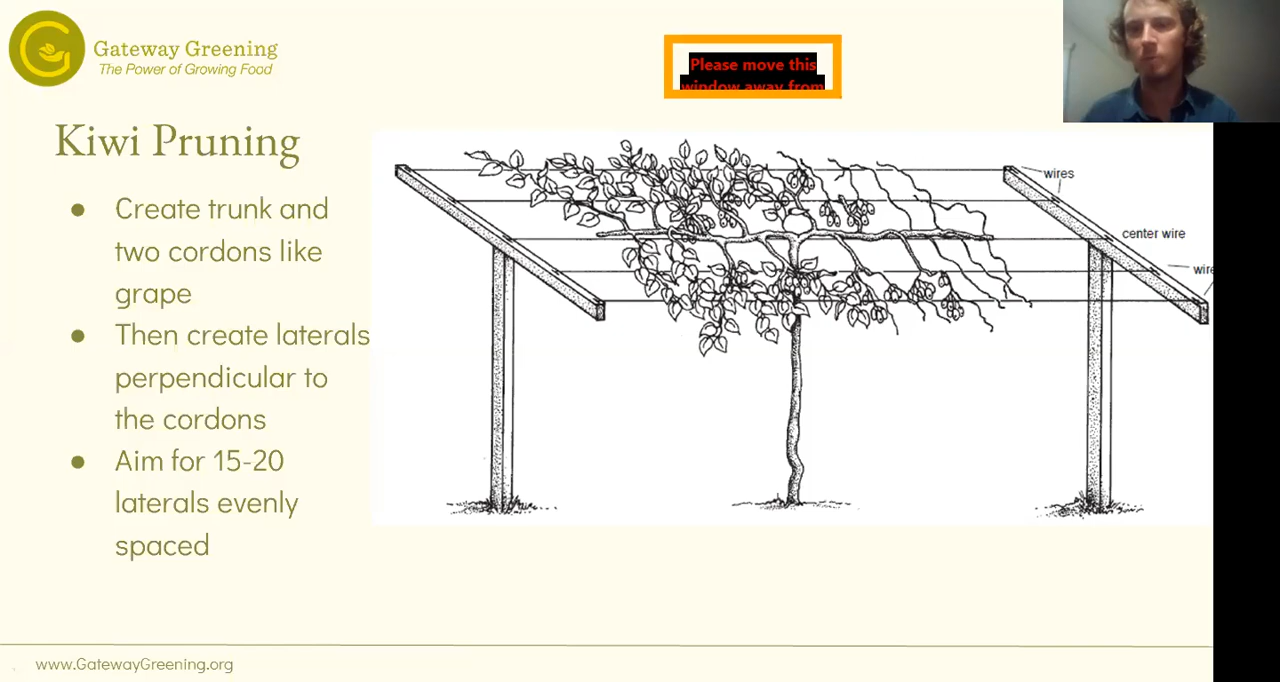 Gateway Greening
The Power of Growing Food
Please move this
window away from
Kiwi Pruning
● Create trunk and
two cordons like
grape
● Then create laterals
perpendicular to
the cordons
● Aim for 15-20
laterals evenly
spaced
wires
center wire
wire
www.GatewayGreening.org